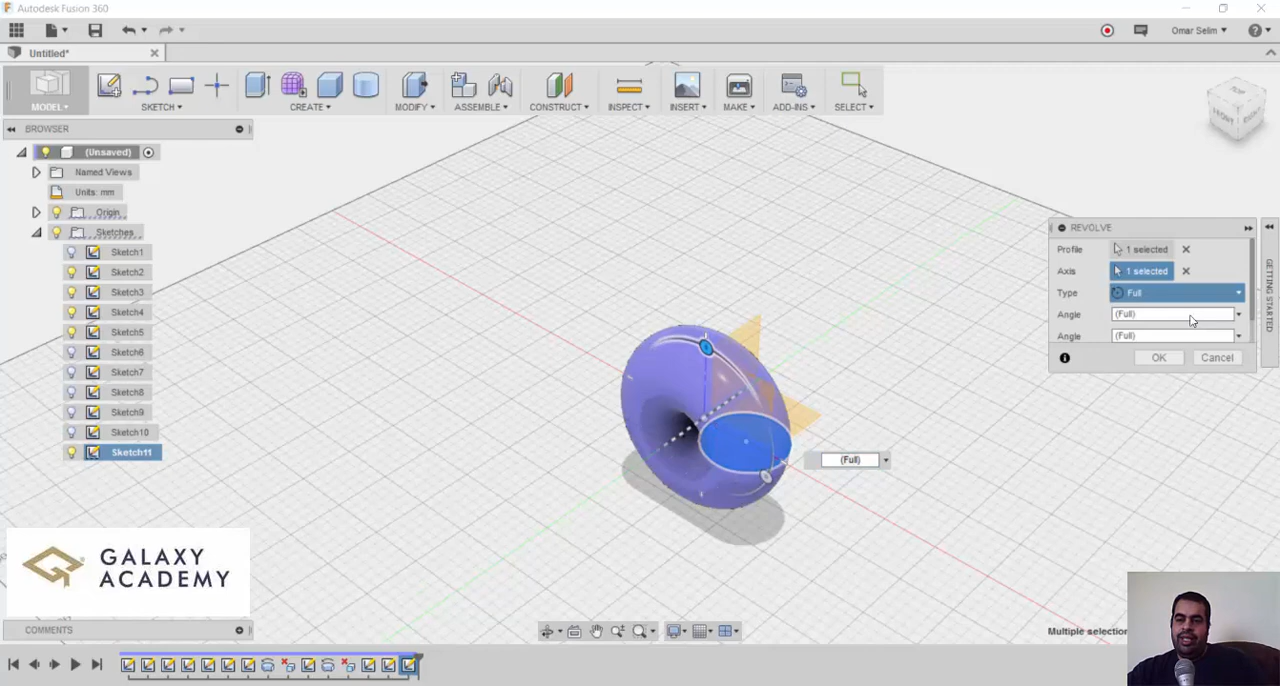 Autodesk Fusion 360
Omar Selim
Untitled*
MODEL
SKETCH
CREATE
MODIFY
ASSEMBLE
CONSTRUCT
INSPECT
INSERT
MAKE
ADD-INS
SELECT
TOP
FRONT
RIGHT
BROWSER
(Unsaved)
Named Views
Units: mm
Origin
Sketches
Sketch1
Sketch2
Sketch3
Sketch4
Sketch5
Sketch6
Sketch7
Sketch8
Sketch9
Sketch10
Sketch11
REVOLVE
Profile 1 selected
Axis 1 selected
Type Full
Angle (Full)
Angle (Full)
OK Cancel
GETTING STARTED
(Full)
GALAXY
ACADEMY
COMMENTS
Multiple selection